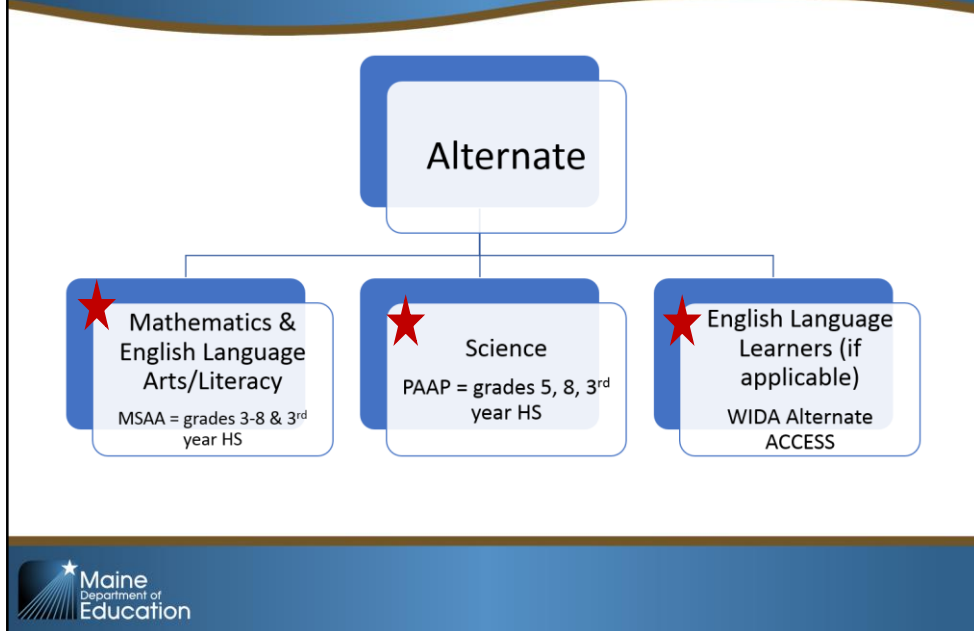 Alternate
Mathematics &
English Language
Arts/Literacy
MSAA = grades 3-8 & 3rd
year HS
Science
PAAP = grades 5, 8, 3rd
year HS
English Language
Learners (if
applicable)
WIDA Alternate
ACCESS
Maine
Department of
Education